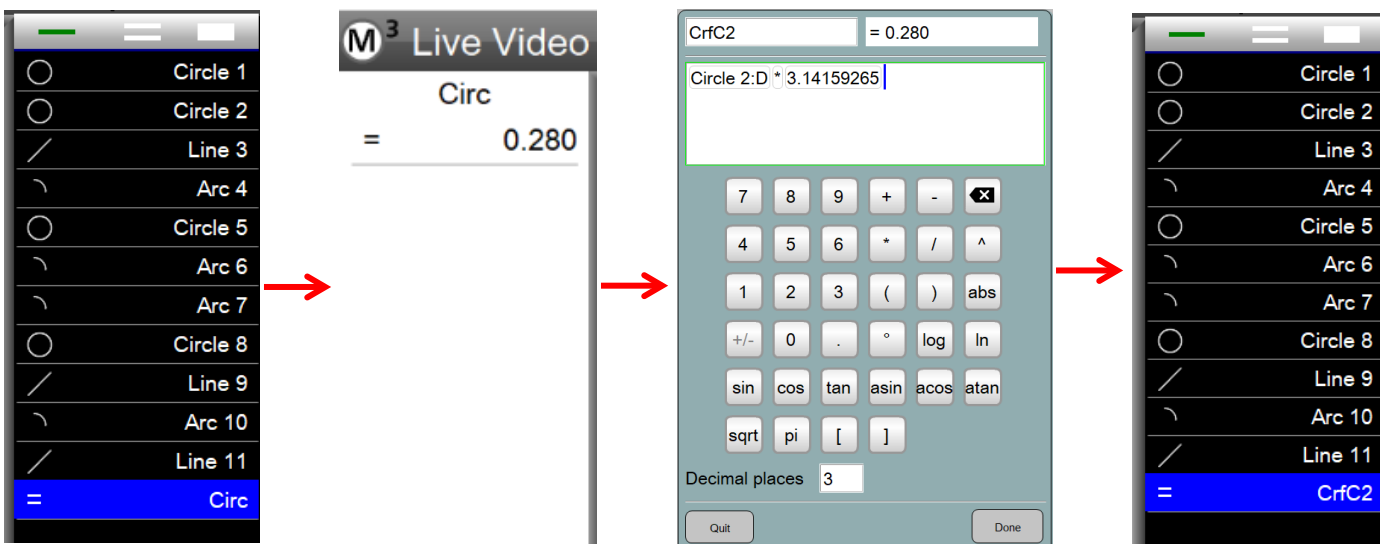 Circle 1
Circle 2
Line 3
Arc 4
Circle 5
Arc 6
Arc 7
Circle 8
Line 9
Arc 10
Line 11
= Circ
M3 Live Video
Circ
= 0.280
CrfC2 = 0.280
Circle 2:D * 3.14159265
7 8 9 + -
4 5 6 * / ^
1 2 3 ( ) abs
+/- 0 . ° log ln
sin cos tan asin acos atan
sqrt pi [ ]
Decimal places 3
Quit Done
Circle 1
Circle 2
Line 3
Arc 4
Circle 5
Arc 6
Arc 7
Circle 8
Line 9
Arc 10
Line 11
= CrfC2